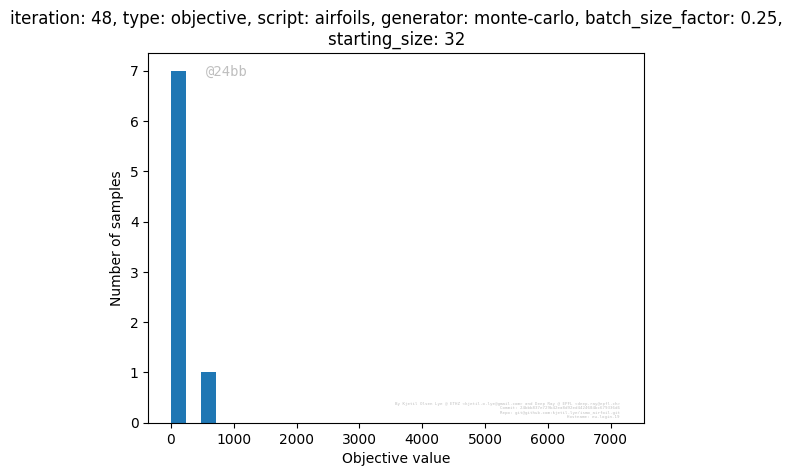 iteration: 48, type: objective, script: airfoils, generator: monte-carlo, batch_size_factor: 0.25,
starting_size: 32
@24bb
7
6
5
4
3
2
1
0
Number of samples
0 1000 2000 3000 4000 5000 6000 7000
Objective value